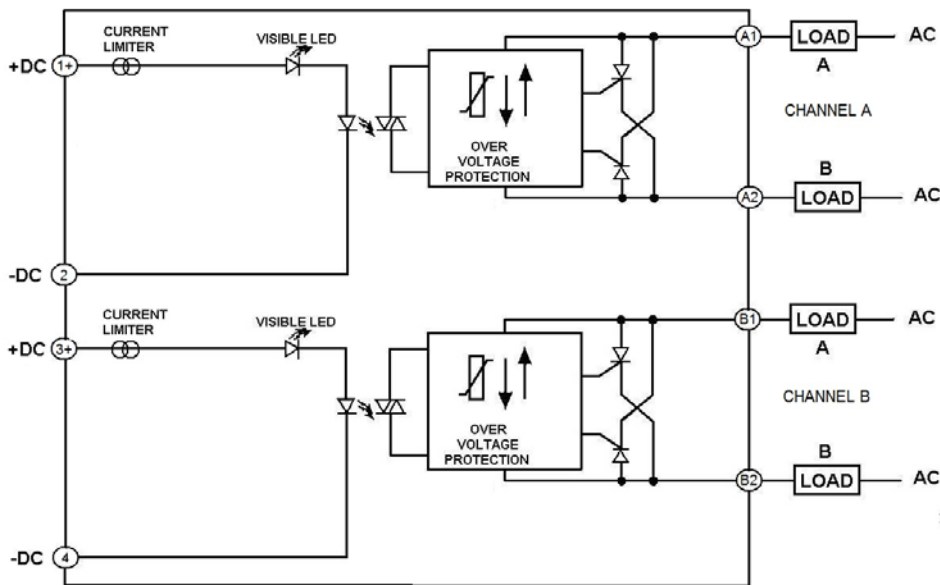 CURRENT
LIMITER
VISIBLE LED
+DC 1+
A1 LOAD AC
A
CHANNEL A
OVER
VOLTAGE
PROTECTION
B
A2 LOAD AC
-DC 2
CURRENT
LIMITER
VISIBLE LED
+DC 3+
B1 LOAD AC
A
CHANNEL B
OVER
VOLTAGE
PROTECTION
B
B2 LOAD AC
-DC 4